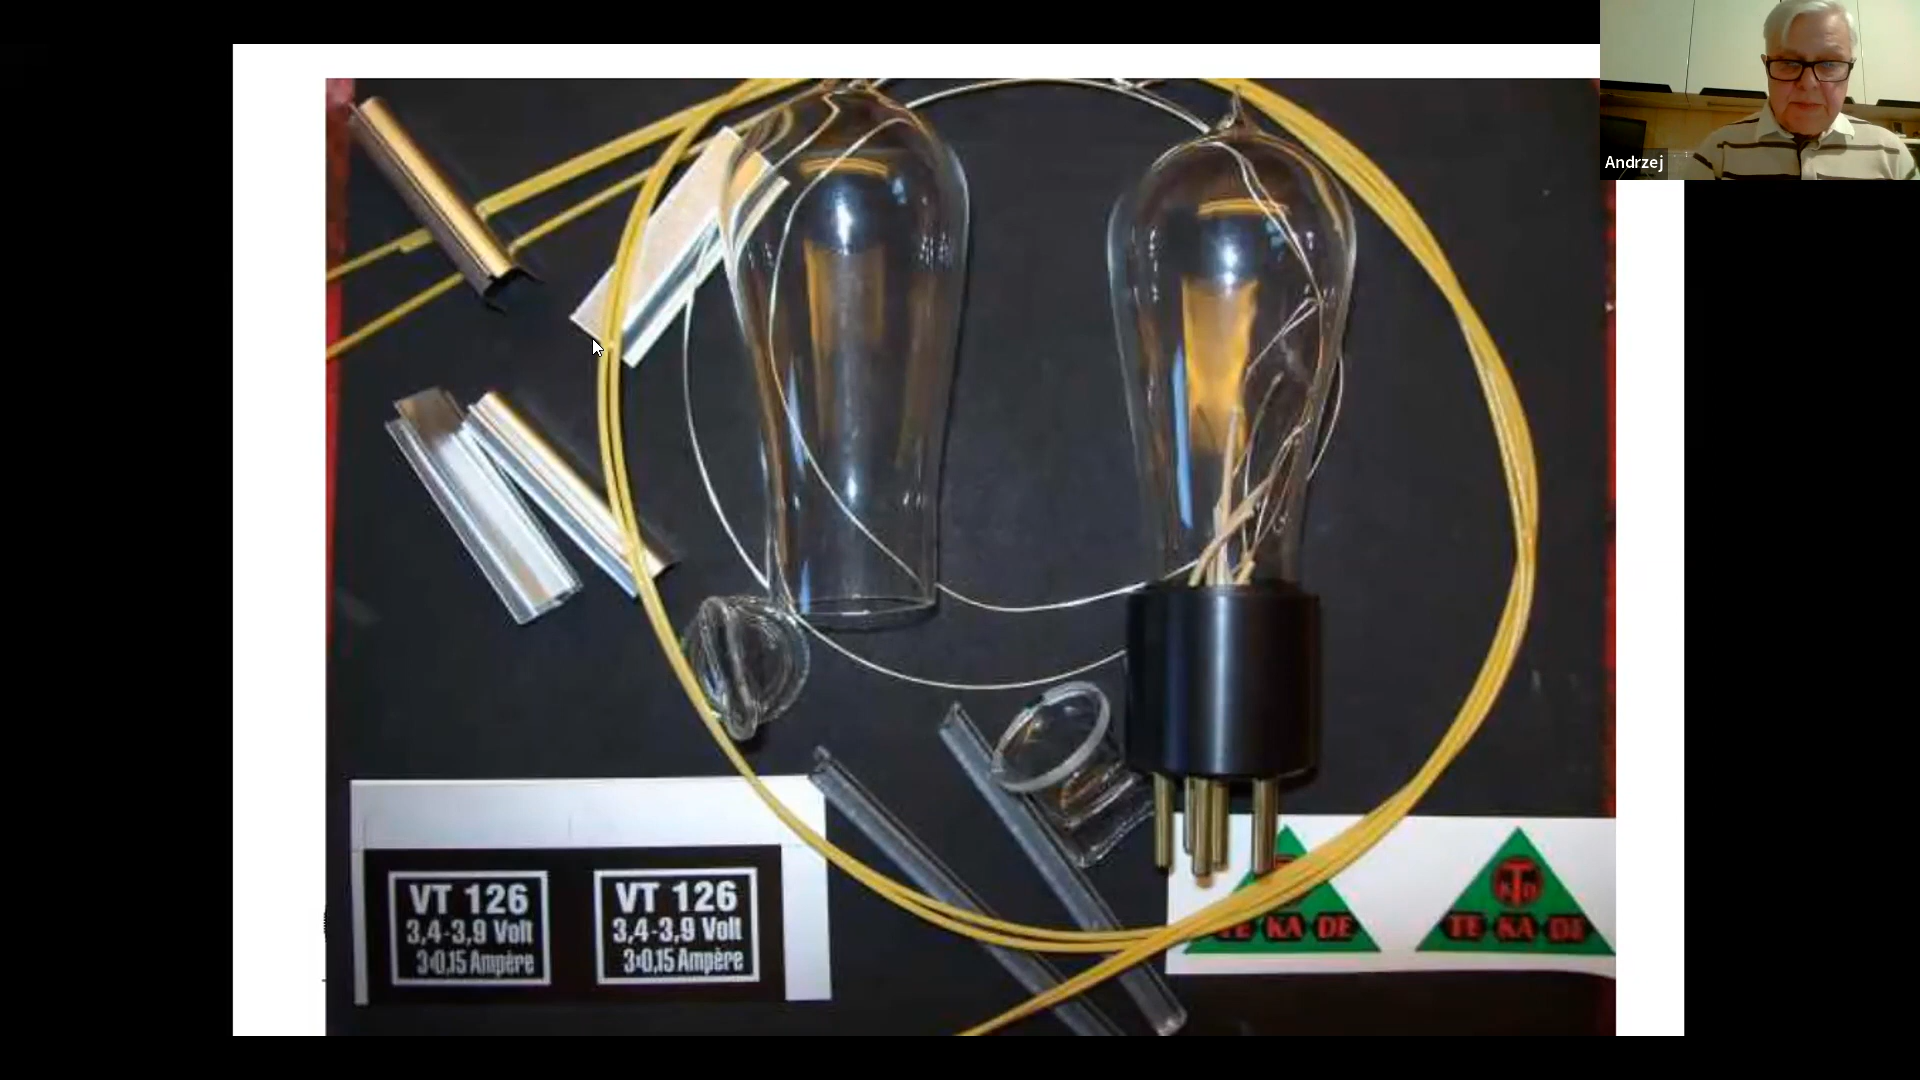 Andrzej
VT 126
3,4-3,9 Volt
3×0,15 Ampère
VT 126
3,4-3,9 Volt
3×0,15 Ampère
TE KA DE
TKD
TE KA DE